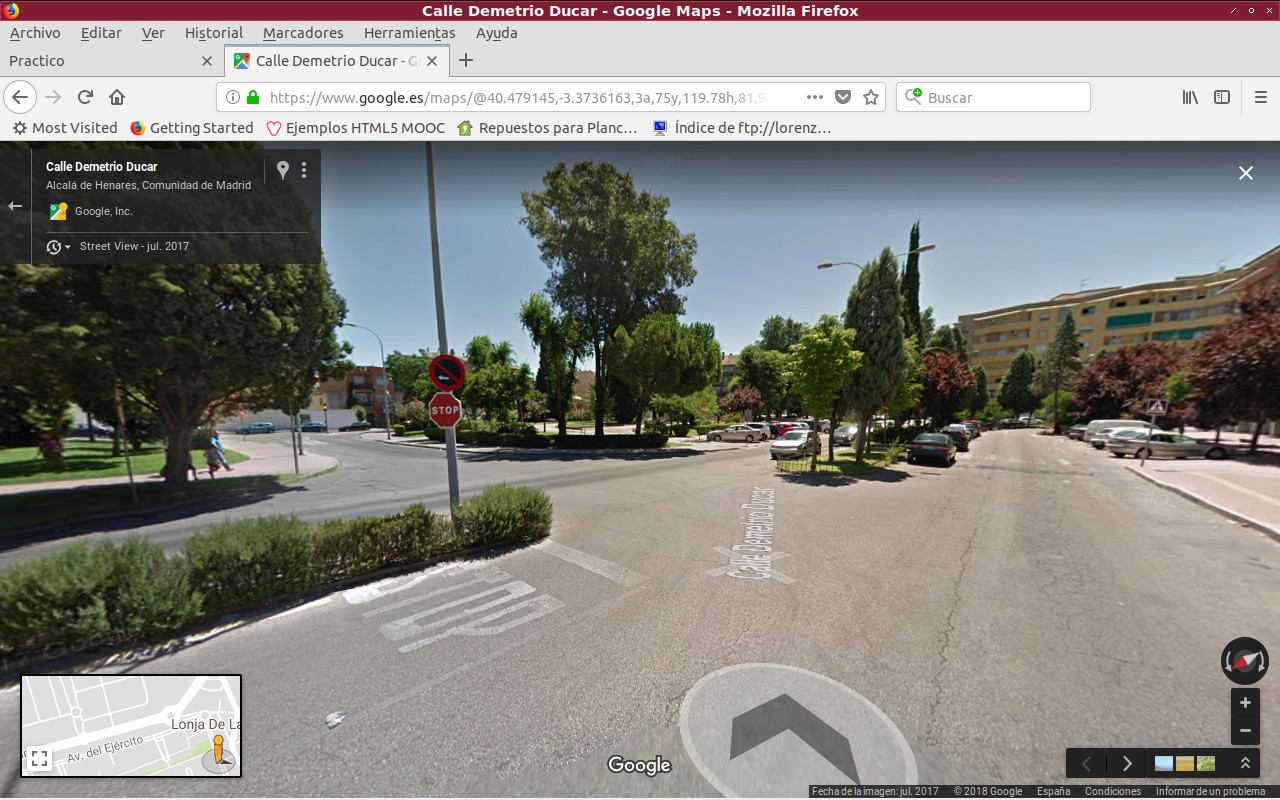 Calle Demetrio Ducar - Google Maps - Mozilla Firefox
Archivo Editar Ver Historial Marcadores Herramientas Ayuda
Practico
Calle Demetrio Ducar - G
https://www.google.es/maps/@40.479145,-3.3736163,3a,75y,119.78h,81.9
Buscar
Most Visited Getting Started Ejemplos HTML5 MOOC Repuestos para Planc… Índice de ftp://lorenz…
Calle Demetrio Ducar
Alcalá de Henares, Comunidad de Madrid
Google, Inc.
Street View - jul. 2017
STOP
Calle Demetrio Ducar
STOP
Lonja De La
Av. del Ejército
Google
Fecha de la imagen: jul. 2017 © 2018 Google España Condiciones Informar de un problema